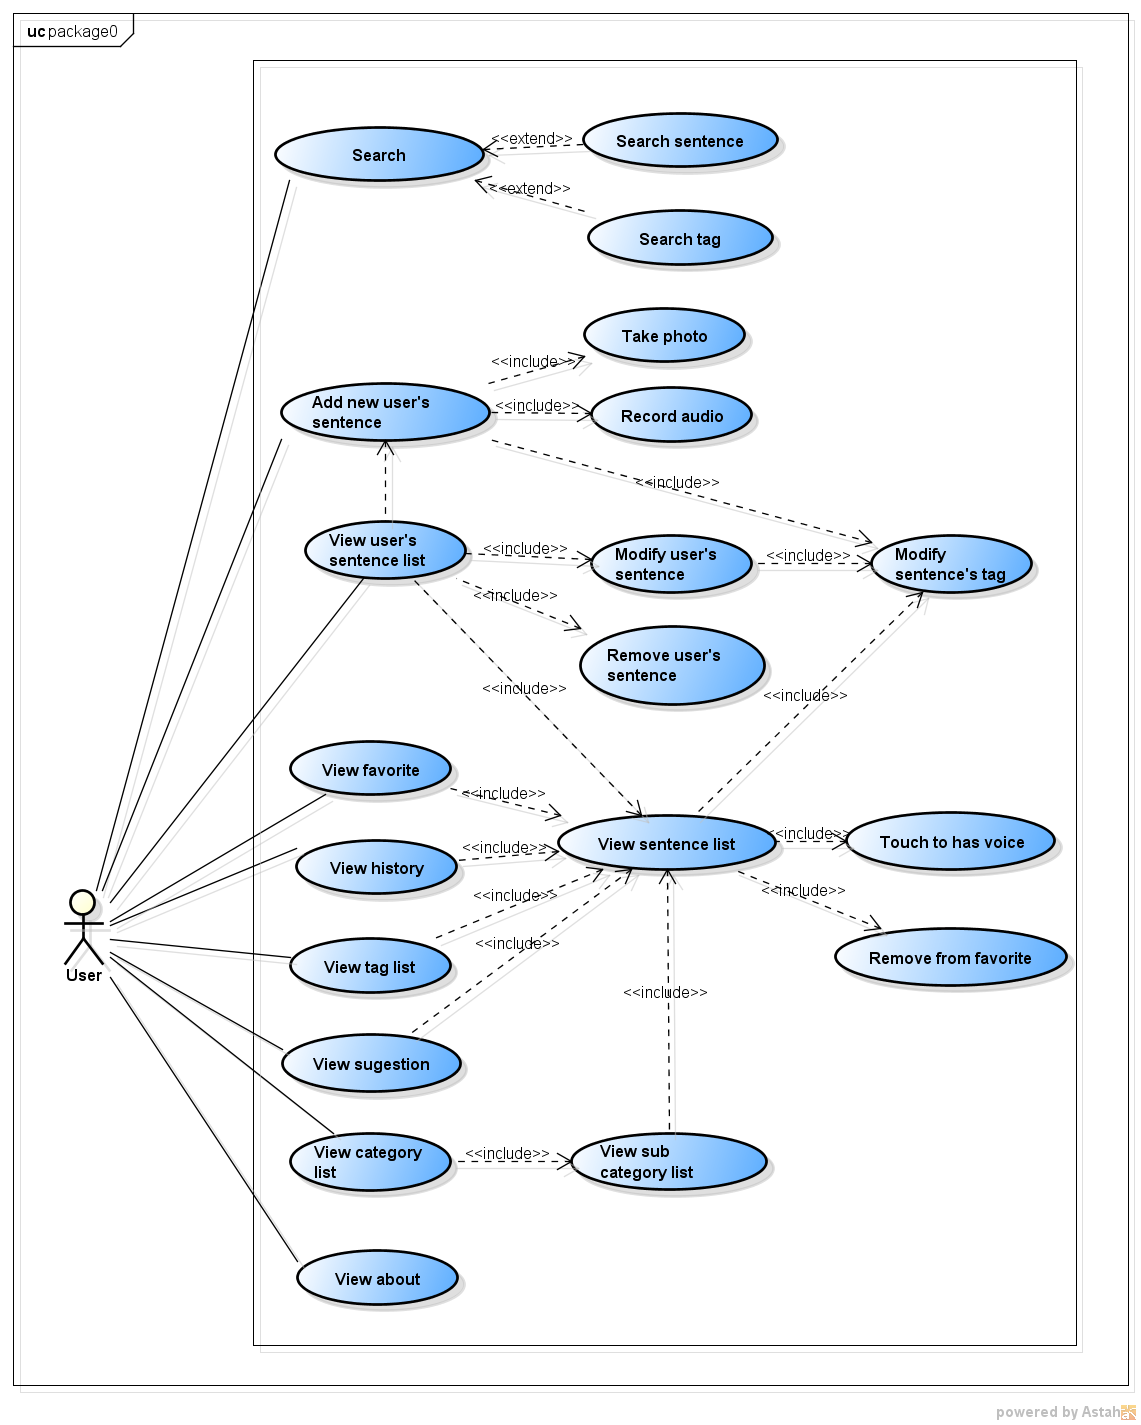 uc package0
<<extend>>
Search sentence
Search
<<extend>>
Search tag
Take photo
<<include>>
Add new user's
sentence
<<include>>
Record audio
<<include>>
View user's
sentence list
<<include>>
Modify user's
sentence
<<include>>
Modify
sentence's tag
<<include>>
Remove user's
sentence
<<include>>
<<include>>
View favorite
<<include>>
View sentence list
<<include>>
Touch to has voice
View history
<<include>>
<<include>>
<<include>>
<<include>>
Remove from favorite
User
View tag list
<<include>>
View sugestion
View category
list
<<include>>
View sub
category list
View about
powered by Astah